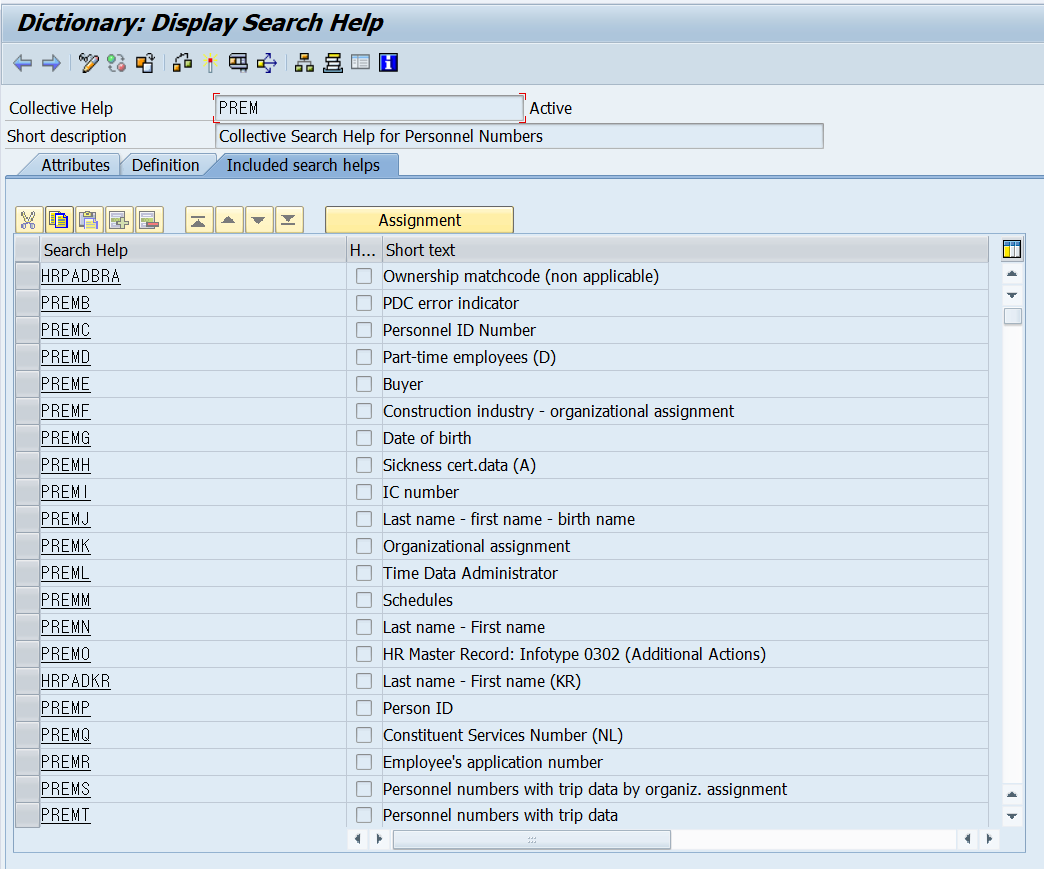 Dictionary: Display Search Help
Collective Help PREM Active
Short description Collective Search Help for Personnel Numbers
Attributes Definition Included search helps
Assignment
Search Help H... Short text
HRPADBRA Ownership matchcode (non applicable)
PREMB PDC error indicator
PREMC Personnel ID Number
PREMD Part-time employees (D)
PREME Buyer
PREMF Construction industry - organizational assignment
PREMG Date of birth
PREMH Sickness cert.data (A)
PREMI IC number
PREMJ Last name - first name - birth name
PREMK Organizational assignment
PREML Time Data Administrator
PREMM Schedules
PREMN Last name - First name
PREMO HR Master Record: Infotype 0302 (Additional Actions)
HRPADKR Last name - First name (KR)
PREMP Person ID
PREMQ Constituent Services Number (NL)
PREMR Employee's application number
PREMS Personnel numbers with trip data by organiz. assignment
PREMT Personnel numbers with trip data